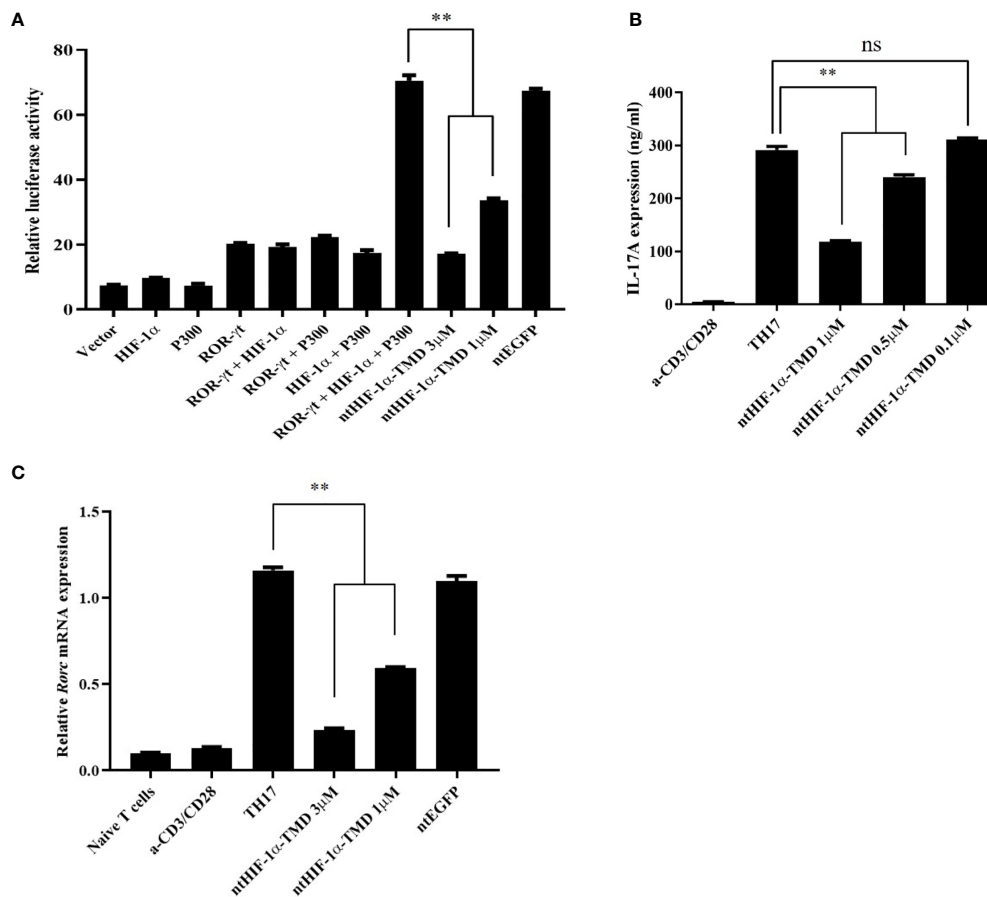 A
**
80
60
40
20
0
Relative luciferase activity
Vector
HIF-1α
P300
ROR-γt
ROR-γt + HIF-1α
ROR-γt + P300
HIF-1α + P300
ROR-γt + HIF-1α + P300
ntHIF-1α-TMD 3μM
ntHIF-1α-TMD 1μM
ntEGFP
B
ns
**
400
300
200
100
0
IL-17A expression (ng/ml)
a-CD3/CD28
TH17
ntHIF-1α-TMD 1μM
ntHIF-1α-TMD 0.5μM
ntHIF-1α-TMD 0.1μM
C
**
1.5
1.0
0.5
0.0
Relative Rorc mRNA expression
Naive T cells
a-CD3/CD28
TH17
ntHIF-1α-TMD 3μM
ntHIF-1α-TMD 1μM
ntEGFP